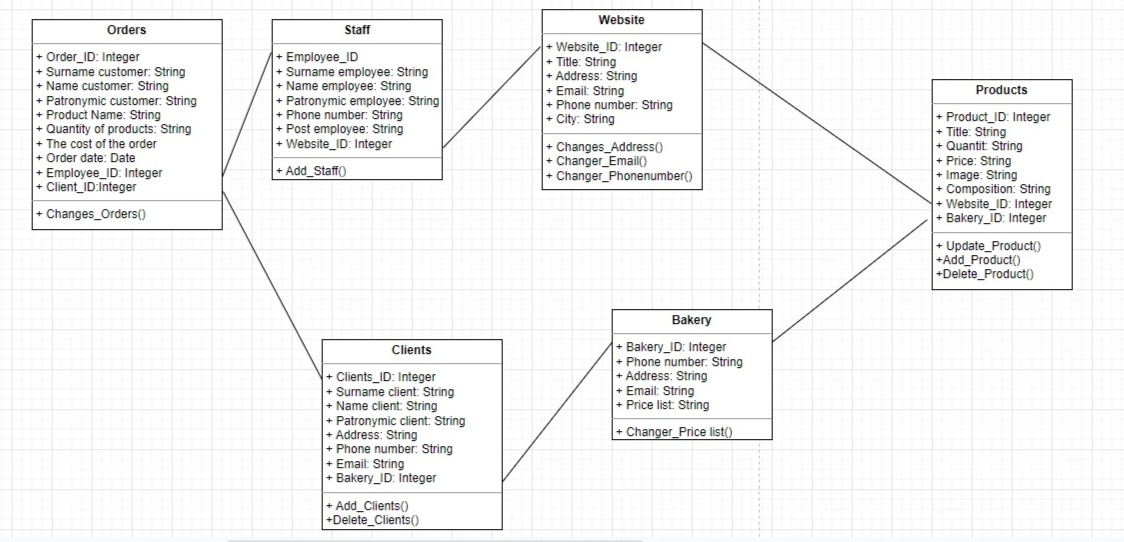 Orders
+ Order_ID: Integer
+ Surname customer: String
+ Name customer: String
+ Patronymic customer: String
+ Product Name: String
+ Quantity of products: String
+ The cost of the order
+ Order date: Date
+ Employee_ID: Integer
+ Client_ID:Integer
+ Changes_Orders()
Staff
+ Employee_ID
+ Surname employee: String
+ Name employee: String
+ Patronymic employee: String
+ Phone number: String
+ Post employee: String
+ Website_ID: Integer
+ Add_Staff()
Website
+ Website_ID: Integer
+ Title: String
+ Address: String
+ Email: String
+ Phone number: String
+ City: String
+ Changes_Address()
+ Changer_Email()
+ Changer_Phonenumber()
Products
+ Product_ID: Integer
+ Title: String
+ Quantit: String
+ Price: String
+ Image: String
+ Composition: String
+ Website_ID: Integer
+ Bakery_ID: Integer
+ Update_Product()
+Add_Product()
+Delete_Product()
Clients
+ Clients_ID: Integer
+ Surname client: String
+ Name client: String
+ Patronymic client: String
+ Address: String
+ Phone number: String
+ Email: String
+ Bakery_ID: Integer
+ Add_Clients()
+Delete_Clients()
Bakery
+ Bakery_ID: Integer
+ Phone number: String
+ Address: String
+ Email: String
+ Price list: String
+ Changer_Price list()